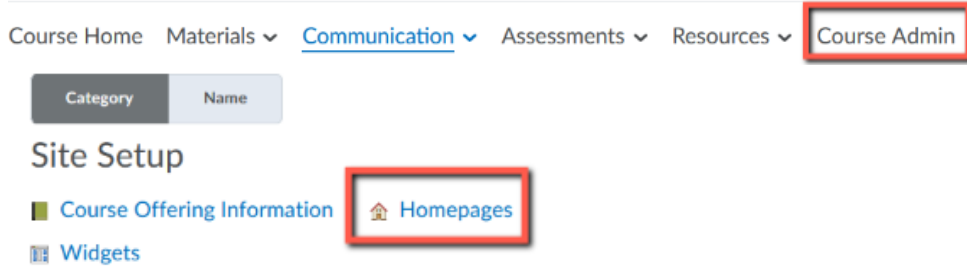 Course Home Materials Communication Assessments Resources Course Admin
Category Name
Site Setup
Course Offering Information Homepages
Widgets